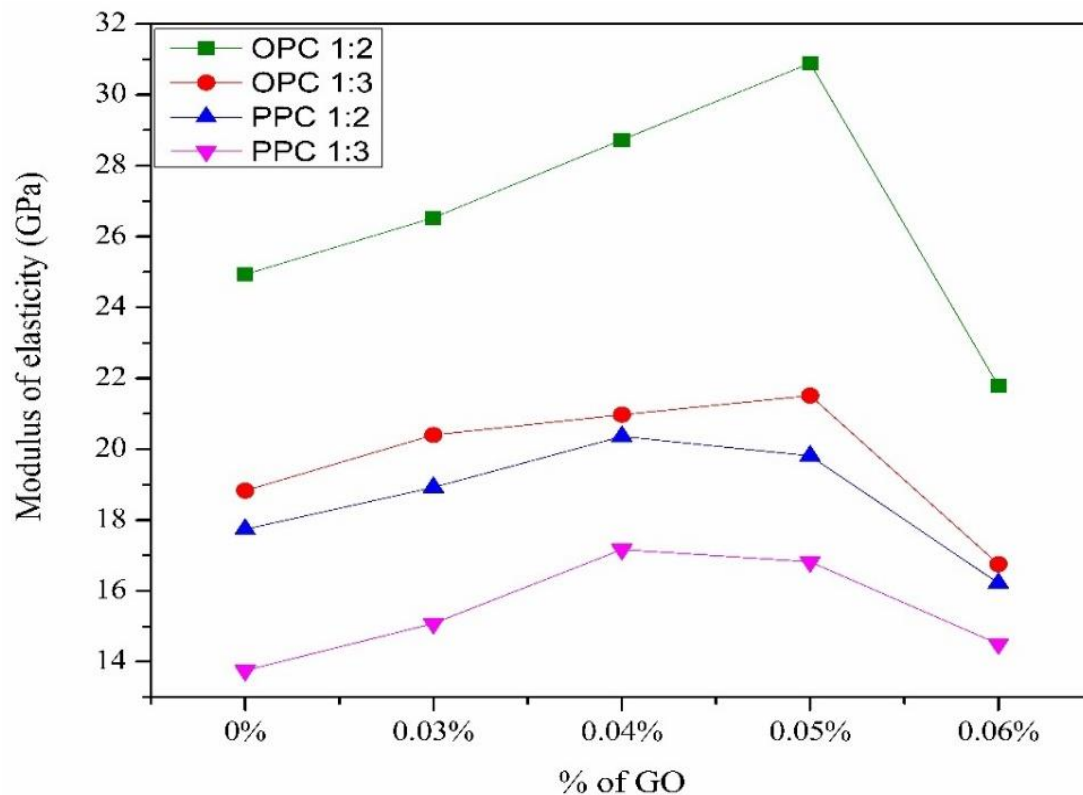 OPC 1:2
OPC 1:3
PPC 1:2
PPC 1:3
Modulus of elasticity (GPa)
32
30
28
26
24
22
20
18
16
14
0% 0.03% 0.04% 0.05% 0.06%
% of GO